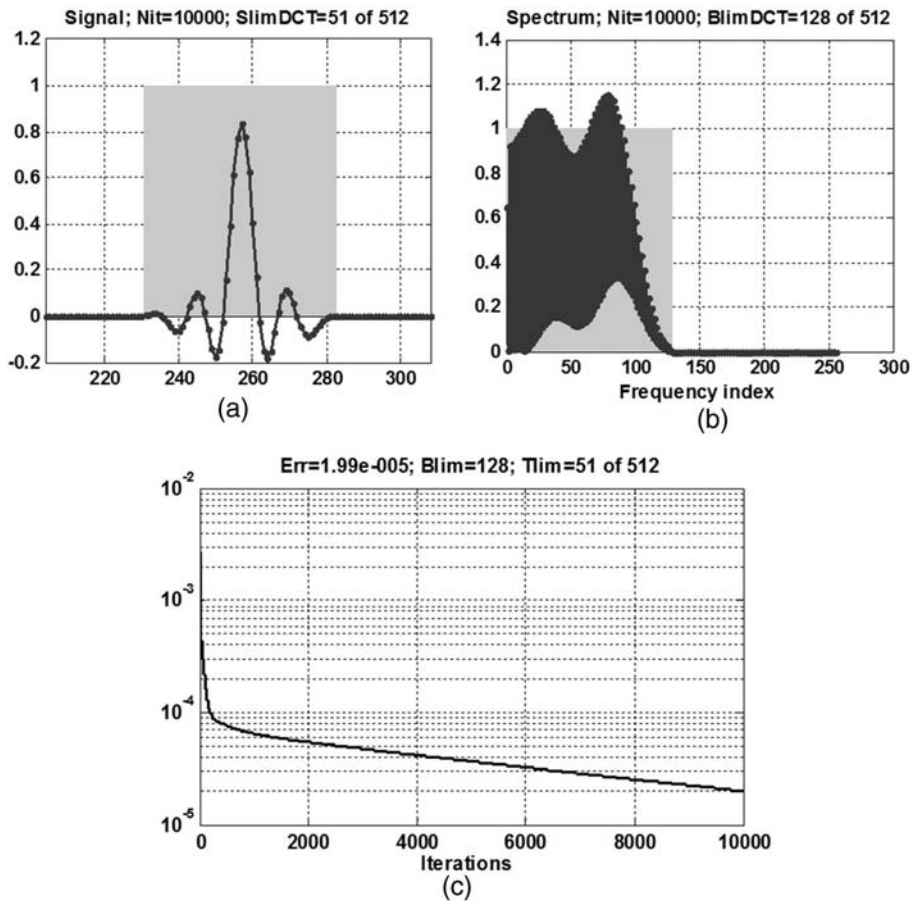 Signal; Nit=10000; SlimDCT=51 of 512
1
0.8
0.6
0.4
0.2
0
-0.2
220 240 260 280 300
(a)
Spectrum; Nit=10000; BlimDCT=128 of 512
1.4
1.2
1
0.8
0.6
0.4
0.2
0
0 50 100 150 200 250 300
Frequency index
(b)
Err=1.99e-005; Blim=128; Tlim=51 of 512
10-2
10-3
10-4
10-5
0 2000 4000 6000 8000 10000
Iterations
(c)